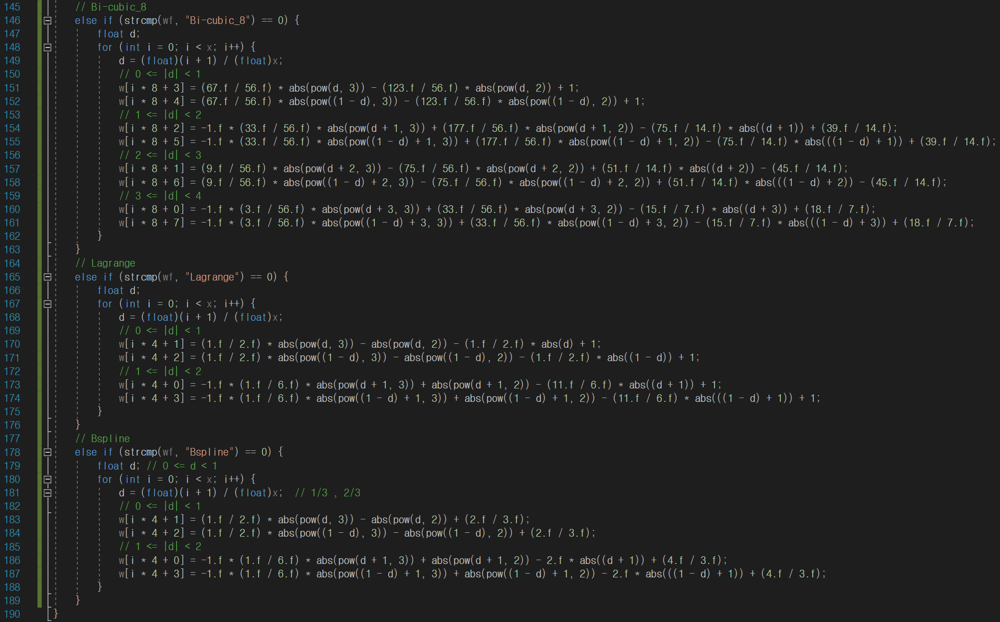 145 // Bi-cubic_8
146 else if (strcmp(wf, "Bi-cubic_8") == 0) {
147 float d;
148 for (int i = 0; i < x; i++) {
149 d = (float)(i + 1) / (float)x;
150 // 0 <= |d| < 1
151 w[i * 8 + 3] = (67.f / 56.f) * abs(pow(d, 3)) - (123.f / 56.f) * abs(pow(d, 2)) + 1;
152 w[i * 8 + 4] = (67.f / 56.f) * abs(pow((1 - d), 3)) - (123.f / 56.f) * abs(pow((1 - d), 2)) + 1;
153 // 1 <= |d| < 2
154 w[i * 8 + 2] = -1.f * (33.f / 56.f) * abs(pow(d + 1, 3)) + (177.f / 56.f) * abs(pow(d + 1, 2)) - (75.f / 14.f) * abs((d + 1)) + (39.f / 14.f);
155 w[i * 8 + 5] = -1.f * (33.f / 56.f) * abs(pow((1 - d) + 1, 3)) + (177.f / 56.f) * abs(pow((1 - d) + 1, 2)) - (75.f / 14.f) * abs(((1 - d) + 1)) + (39.f / 14.f);
156 // 2 <= |d| < 3
157 w[i * 8 + 1] = (9.f / 56.f) * abs(pow(d + 2, 3)) - (75.f / 56.f) * abs(pow(d + 2, 2)) + (51.f / 14.f) * abs((d + 2)) - (45.f / 14.f);
158 w[i * 8 + 6] = (9.f / 56.f) * abs(pow((1 - d) + 2, 3)) - (75.f / 56.f) * abs(pow((1 - d) + 2, 2)) + (51.f / 14.f) * abs(((1 - d) + 2)) - (45.f / 14.f);
159 // 3 <= |d| < 4
160 w[i * 8 + 0] = -1.f * (3.f / 56.f) * abs(pow(d + 3, 3)) + (33.f / 56.f) * abs(pow(d + 3, 2)) - (15.f / 7.f) * abs((d + 3)) + (18.f / 7.f);
161 w[i * 8 + 7] = -1.f * (3.f / 56.f) * abs(pow((1 - d) + 3, 3)) + (33.f / 56.f) * abs(pow((1 - d) + 3, 2)) - (15.f / 7.f) * abs(((1 - d) + 3)) + (18.f / 7.f);
162 }
163 }
164 // Lagrange
165 else if (strcmp(wf, "Lagrange") == 0) {
166 float d;
167 for (int i = 0; i < x; i++) {
168 d = (float)(i + 1) / (float)x;
169 // 0 <= |d| < 1
170 w[i * 4 + 1] = (1.f / 2.f) * abs(pow(d, 3)) - abs(pow(d, 2)) - (1.f / 2.f) * abs(d) + 1;
171 w[i * 4 + 2] = (1.f / 2.f) * abs(pow((1 - d), 3)) - abs(pow((1 - d), 2)) - (1.f / 2.f) * abs((1 - d)) + 1;
172 // 1 <= |d| < 2
173 w[i * 4 + 0] = -1.f * (1.f / 6.f) * abs(pow(d + 1, 3)) + abs(pow(d + 1, 2)) - (11.f / 6.f) * abs((d + 1)) + 1;
174 w[i * 4 + 3] = -1.f * (1.f / 6.f) * abs(pow((1 - d) + 1, 3)) + abs(pow((1 - d) + 1, 2)) - (11.f / 6.f) * abs(((1 - d) + 1)) + 1;
175 }
176 }
177 // Bspline
178 else if (strcmp(wf, "Bspline") == 0) {
179 float d; // 0 <= d < 1
180 for (int i = 0; i < x; i++) {
181 d = (float)(i + 1) / (float)x; // 1/3 , 2/3
182 // 0 <= |d| < 1
183 w[i * 4 + 1] = (1.f / 2.f) * abs(pow(d, 3)) - abs(pow(d, 2)) + (2.f / 3.f);
184 w[i * 4 + 2] = (1.f / 2.f) * abs(pow((1 - d), 3)) - abs(pow((1 - d), 2)) + (2.f / 3.f);
185 // 1 <= |d| < 2
186 w[i * 4 + 0] = -1.f * (1.f / 6.f) * abs(pow(d + 1, 3)) + abs(pow(d + 1, 2)) - 2.f * abs((d + 1)) + (4.f / 3.f);
187 w[i * 4 + 3] = -1.f * (1.f / 6.f) * abs(pow((1 - d) + 1, 3)) + abs(pow((1 - d) + 1, 2)) - 2.f * abs(((1 - d) + 1)) + (4.f / 3.f);
188 }
189 }
190 }